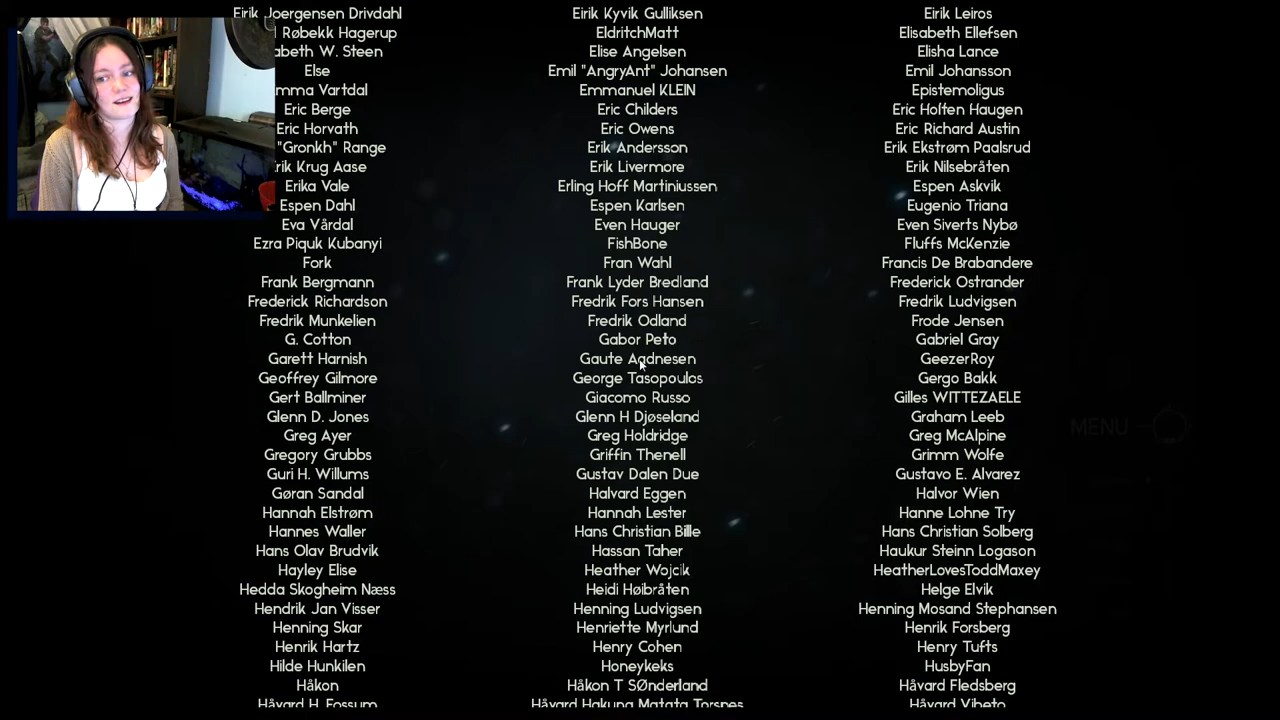 Eirik Joergensen Drivdahl Eirik Kyvik Gulliksen Eirik Leiros
Røbekk Hagerup EldritchMatt Elisabeth Ellefsen
W. Steen Elise Angelsen Elisha Lance
Else Emil "AngryAnt" Johansen Emil Johansson
Vartdal Emmanuel KLEIN Epistemoligus
Eric Berge Eric Childers Eric Hoffen Haugen
Eric Horvath Eric Owens Eric Richard Austin
"Gronkh" Range Erik Andersson Erik Ekstrøm Paalsrud
Krug Aase Erik Livermore Erik Nilsebråten
Erika Vale Erling Hoff Martiniussen Espen Askvik
Espen Dahl Espen Karlsen Eugenio Triana
Eva Vårdal Even Hauger Even Siverts Nybø
Ezra Piquk Kubanyi FishBone Fluffs McKenzie
Fork Fran Wahl Francis De Brabandere
Frank Bergmann Frank Lyder Bredland Frederick Ostrander
Frederick Richardson Fredrik Fors Hansen Fredrik Ludvigsen
Fredrik Munkelien Fredrik Odland Frode Jensen
G. Cotton Gabor Peto Gabriel Gray
Garett Harnish Gaute Aadnesen GeezerRoy
Geoffrey Gilmore George Tasopoulos Gergo Bakk
Gert Ballminer Giacomo Russo Gilles WITTEZAELE
Glenn D. Jones Glenn H Djøseland Graham Leeb
Greg Ayer Greg Holdridge Greg McAlpine
MENU
Gregory Grubbs Griffin Thenell Grimm Wolfe
Guri H. Willums Gustav Dalen Due Gustavo E. Alvarez
Gøran Sandal Halvard Eggen Halvor Wien
Hannah Elstrøm Hannah Lester Hanne Lohne Try
Hannes Waller Hans Christian Bille Hans Christian Solberg
Hans Olav Brudvik Hassan Taher Haukur Steinn Logason
Hayley Elise Heather Wojcik HeatherLovesToddMaxey
Hedda Skogheim Næss Heidi Høibråten Helge Elvik
Hendrik Jan Visser Henning Ludvigsen Henning Mosand Stephansen
Henning Skar Henriette Myrlund Henrik Forsberg
Henrik Hartz Henry Cohen Henry Tufts
Hilde Hunkilen Honeykeks HusbyFan
Håkon Håkon T SØnderland Håvard Fledsberg
Håvard H. Fossum Håvard Hakuna Matata Torsnes Håvard Vibeto